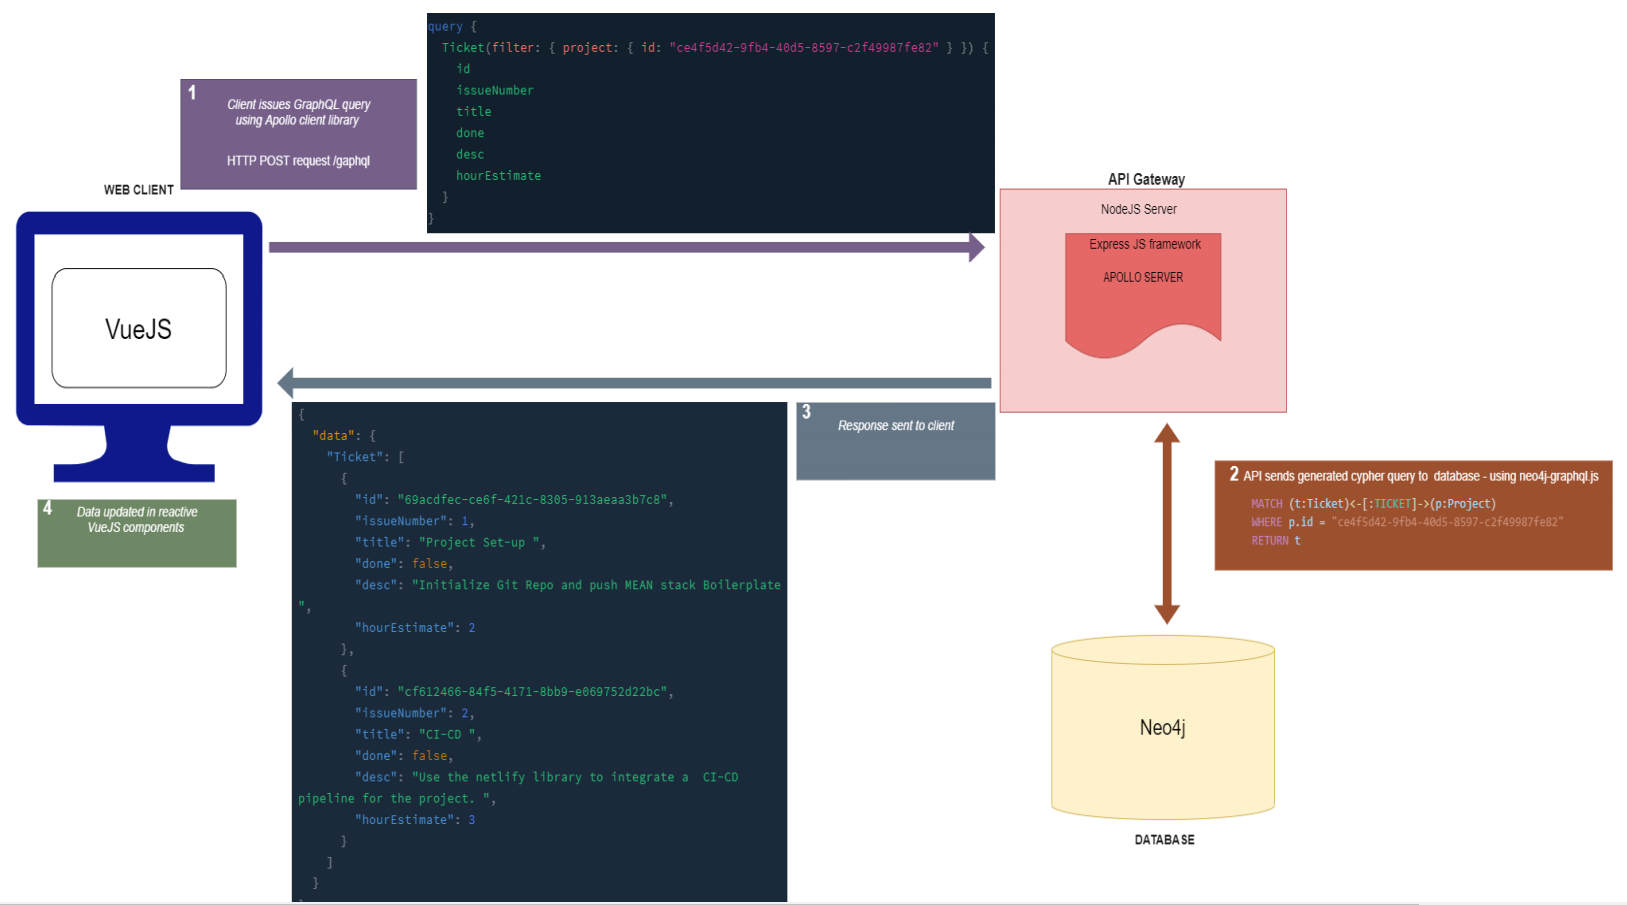 query {
Ticket(filter: { project: { id: "ce4f5d42-9fb4-40d5-8597-c2f49987fe82" } }) {
id
issueNumber
title
done
desc
hourEstimate
}
}
1
Client issues GraphQL query
using Apollo client library
HTTP POST request /gaphql
WEB CLIENT
VueJS
API Gateway
NodeJS Server
Express JS framework
APOLLO SERVER
2 API sends generated cypher query to database - using neo4j-graphql.js
MATCH (t:Ticket)<-[:TICKET]->(p:Project)
WHERE p.id = "ce4f5d42-9fb4-40d5-8597-c2f49987fe82"
RETURN t
Neo4j
DATABASE
3
Response sent to client
{
"data": {
"Ticket": [
{
"id": "69acdfec-ce6f-421c-8305-913aeaa3b7c8",
"issueNumber": 1,
"title": "Project Set-up ",
"done": false,
"desc": "Initialize Git Repo and push MEAN stack Boilerplate
",
"hourEstimate": 2
},
{
"id": "cf612466-84f5-4171-8bb9-e069752d22bc",
"issueNumber": 2,
"title": "CI-CD ",
"done": false,
"desc": "Use the netlify library to integrate a  CI-CD
pipeline for the project. ",
"hourEstimate": 3
}
]
}
4
Data updated in reactive
VueJS components